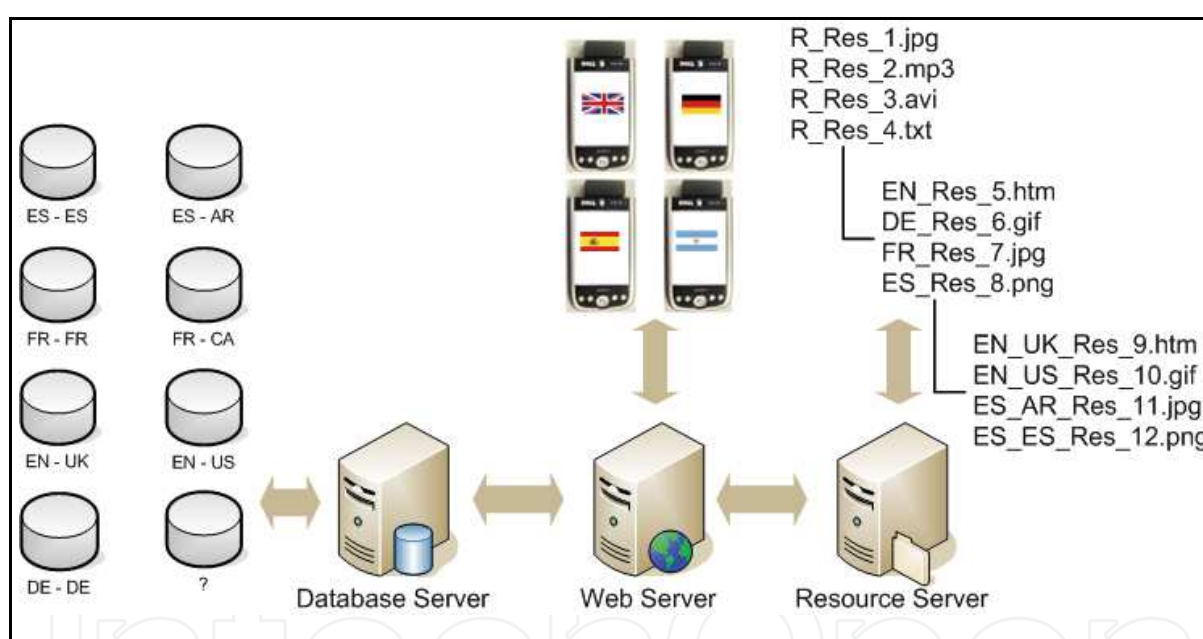 R_Res_1.jpg
R_Res_2.mp3
R_Res_3.avi
R_Res_4.txt
EN_Res_5.htm
DE_Res_6.gif
FR_Res_7.jpg
ES_Res_8.png
EN_UK_Res_9.htm
EN_US_Res_10.gif
ES_AR_Res_11.jpg
ES_ES_Res_12.png
ES - ES
ES - AR
FR - FR
FR - CA
EN - UK
EN - US
DE - DE
?
Database Server
Web Server
Resource Server